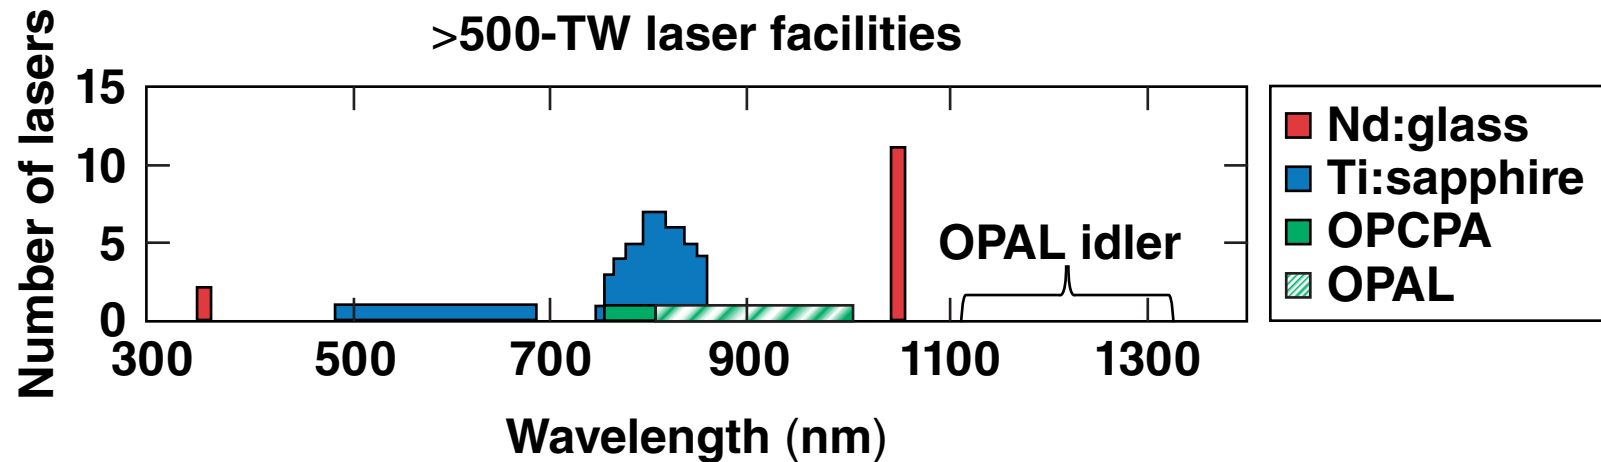 >500-TW laser facilities
Number of lasers
15
10
5
0
OPAL idler
300 500 700 900 1100 1300
Wavelength (nm)
Nd:glass
Ti:sapphire
OPCPA
OPAL